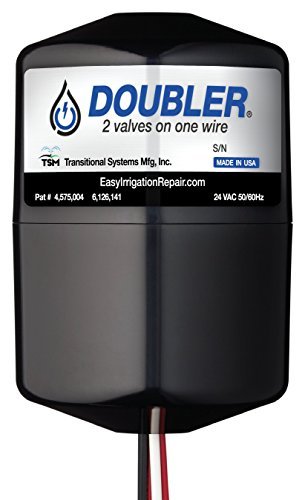 DOUBLER®
2 valves on one wire
S/N
TSM Transitional Systems Mfg, Inc.
MADE IN USA
EasyIrrigationRepair.com
Pat # 4,575,004 6,126,141 24 VAC 50/60Hz